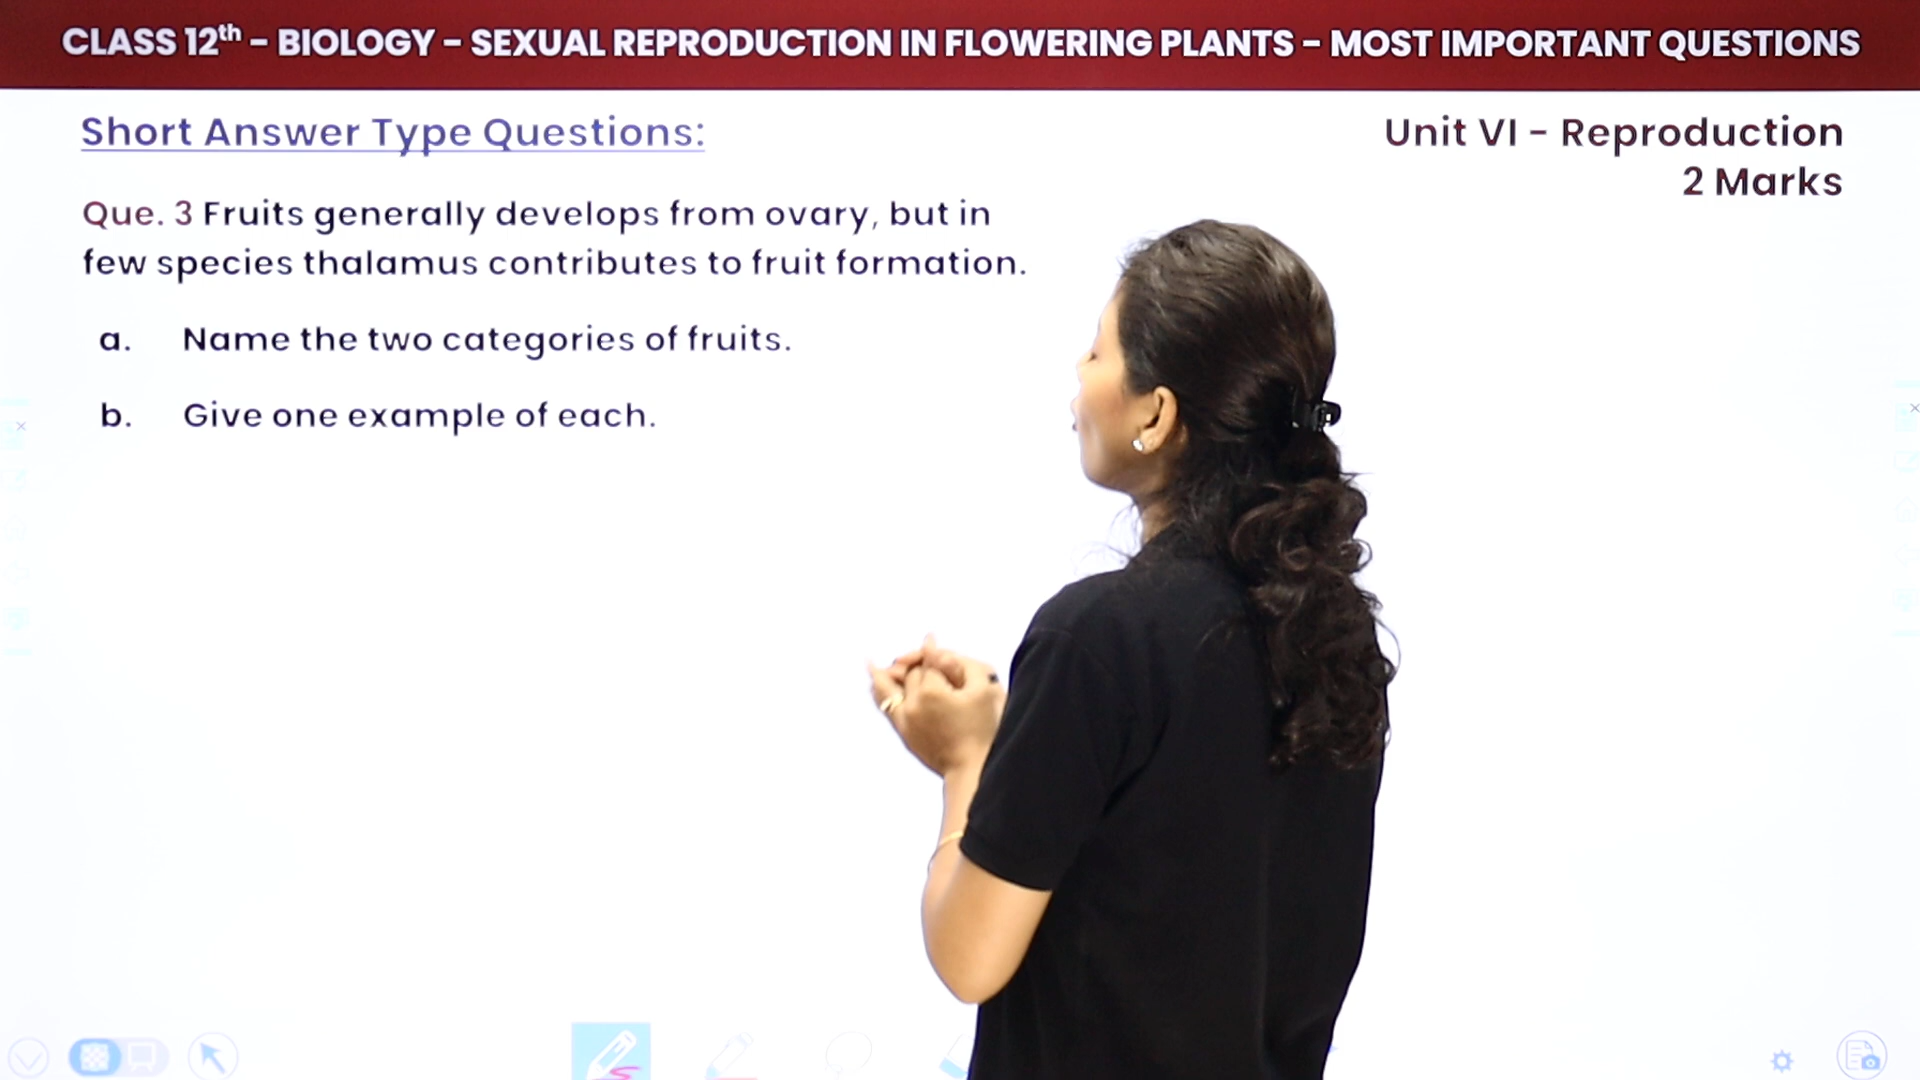 CLASS 12th – BIOLOGY – SEXUAL REPRODUCTION IN FLOWERING PLANTS – MOST IMPORTANT QUESTIONS
Short Answer Type Questions:
Unit VI – Reproduction
2 Marks
Que. 3 Fruits generally develops from ovary, but in
few species thalamus contributes to fruit formation.
a. Name the two categories of fruits.
b. Give one example of each.